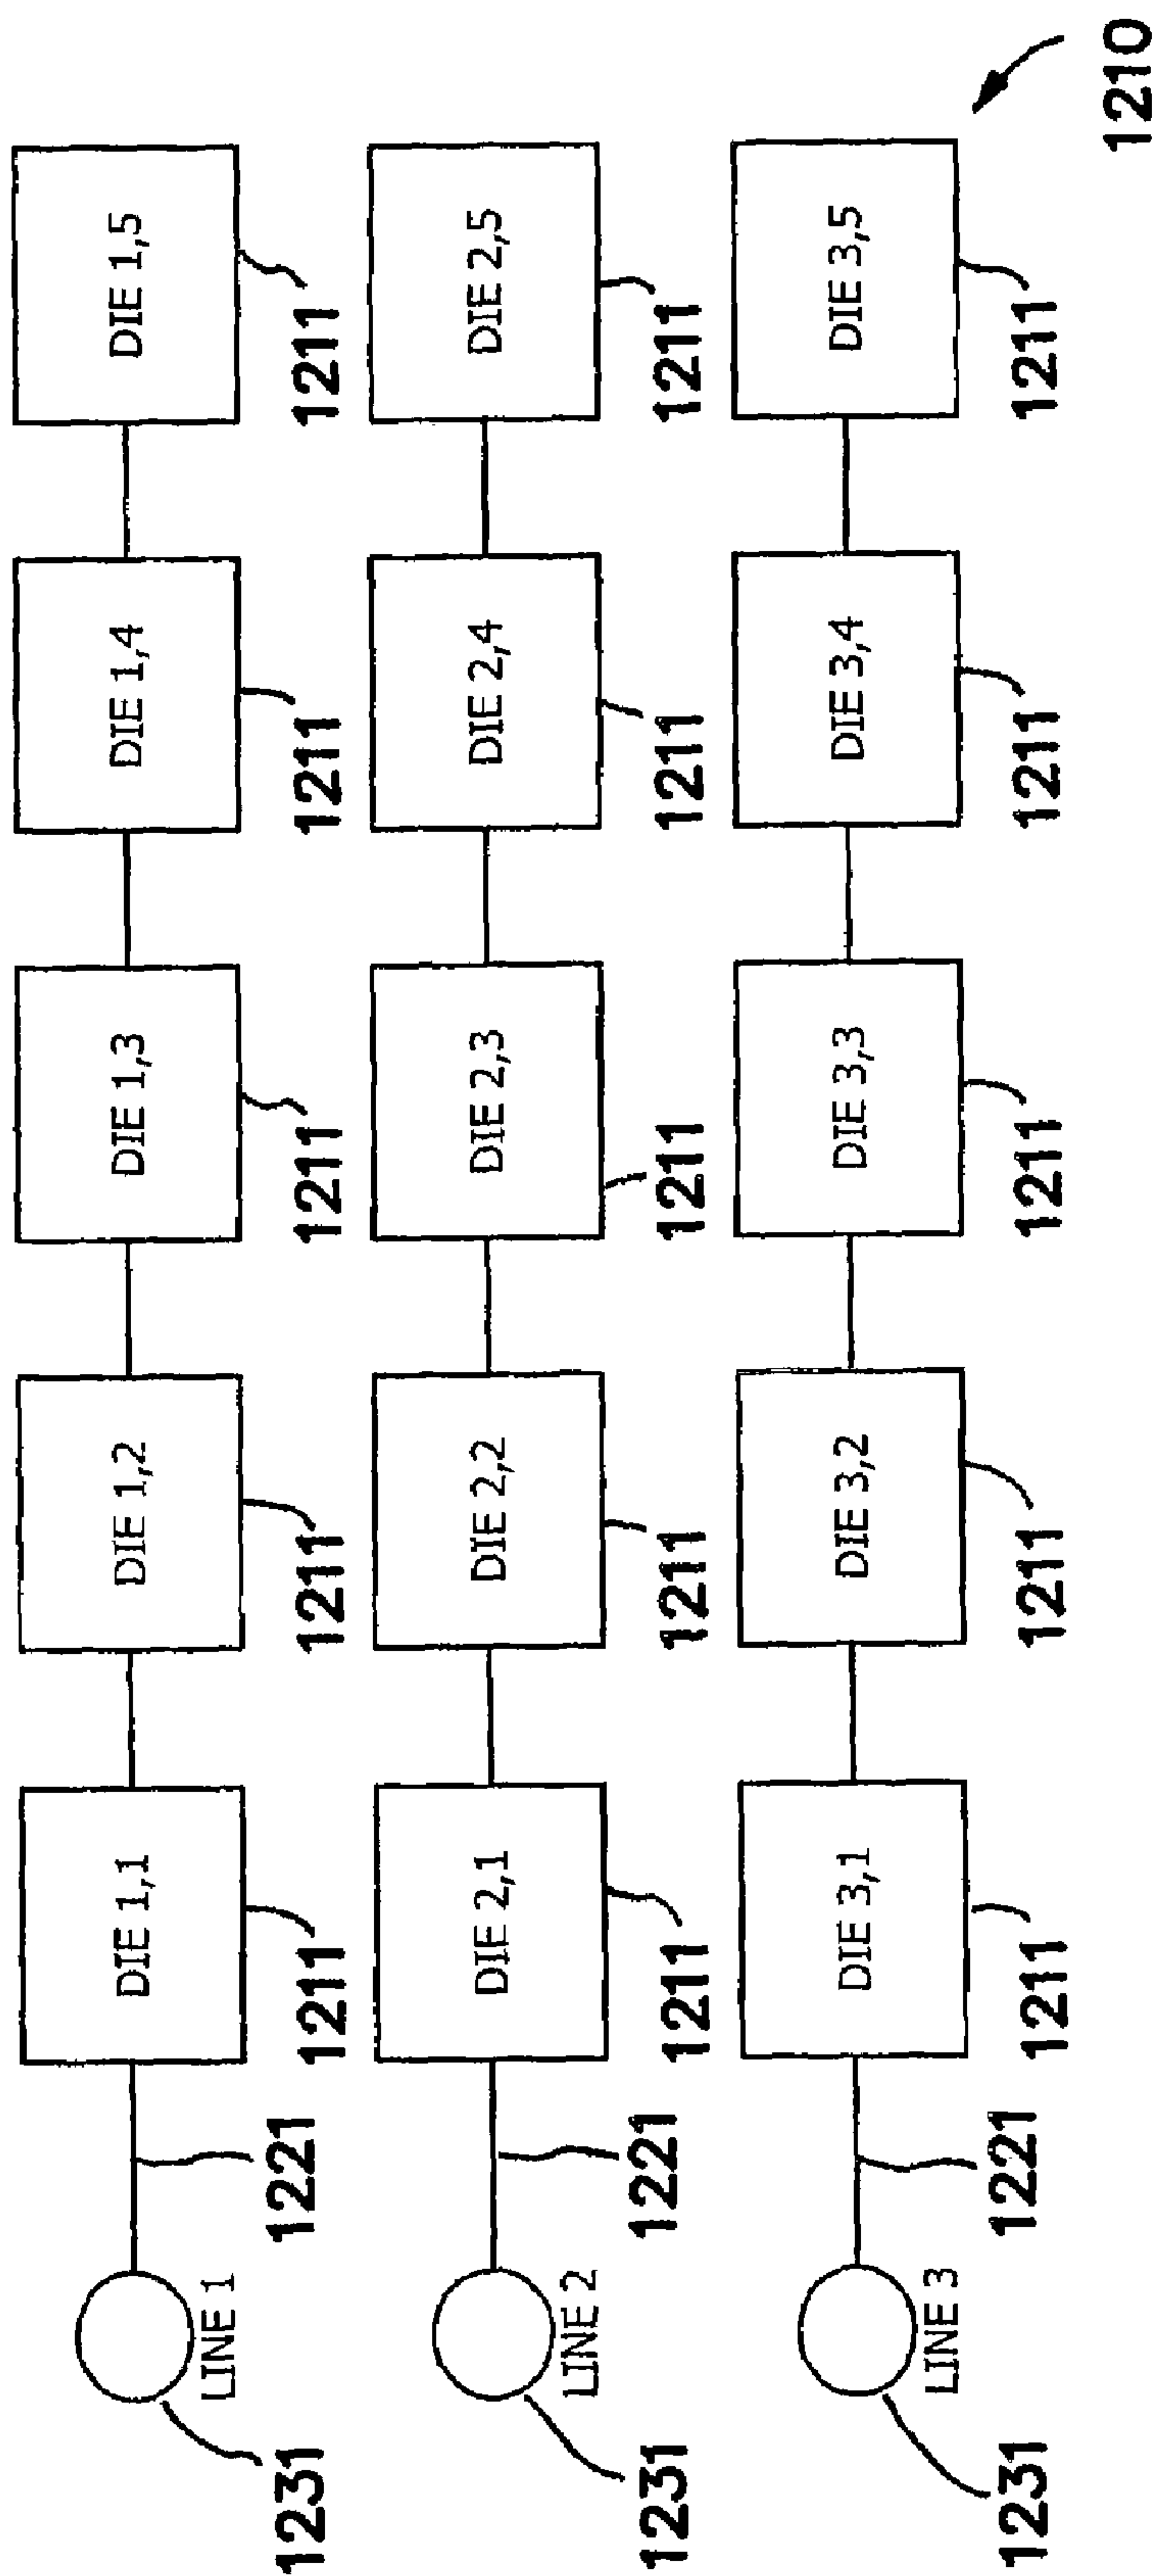 DIE 1,1
DIE 1,2
DIE 1,3
DIE 1,4
DIE 1,5
LINE 1
1231
1221
1211
1211
1211
1211
1211
DIE 2,1
DIE 2,2
DIE 2,3
DIE 2,4
DIE 2,5
LINE 2
1231
1221
1211
1211
1211
1211
1211
DIE 3,1
DIE 3,2
DIE 3,3
DIE 3,4
DIE 3,5
LINE 3
1231
1221
1211
1211
1211
1211
1211
1210